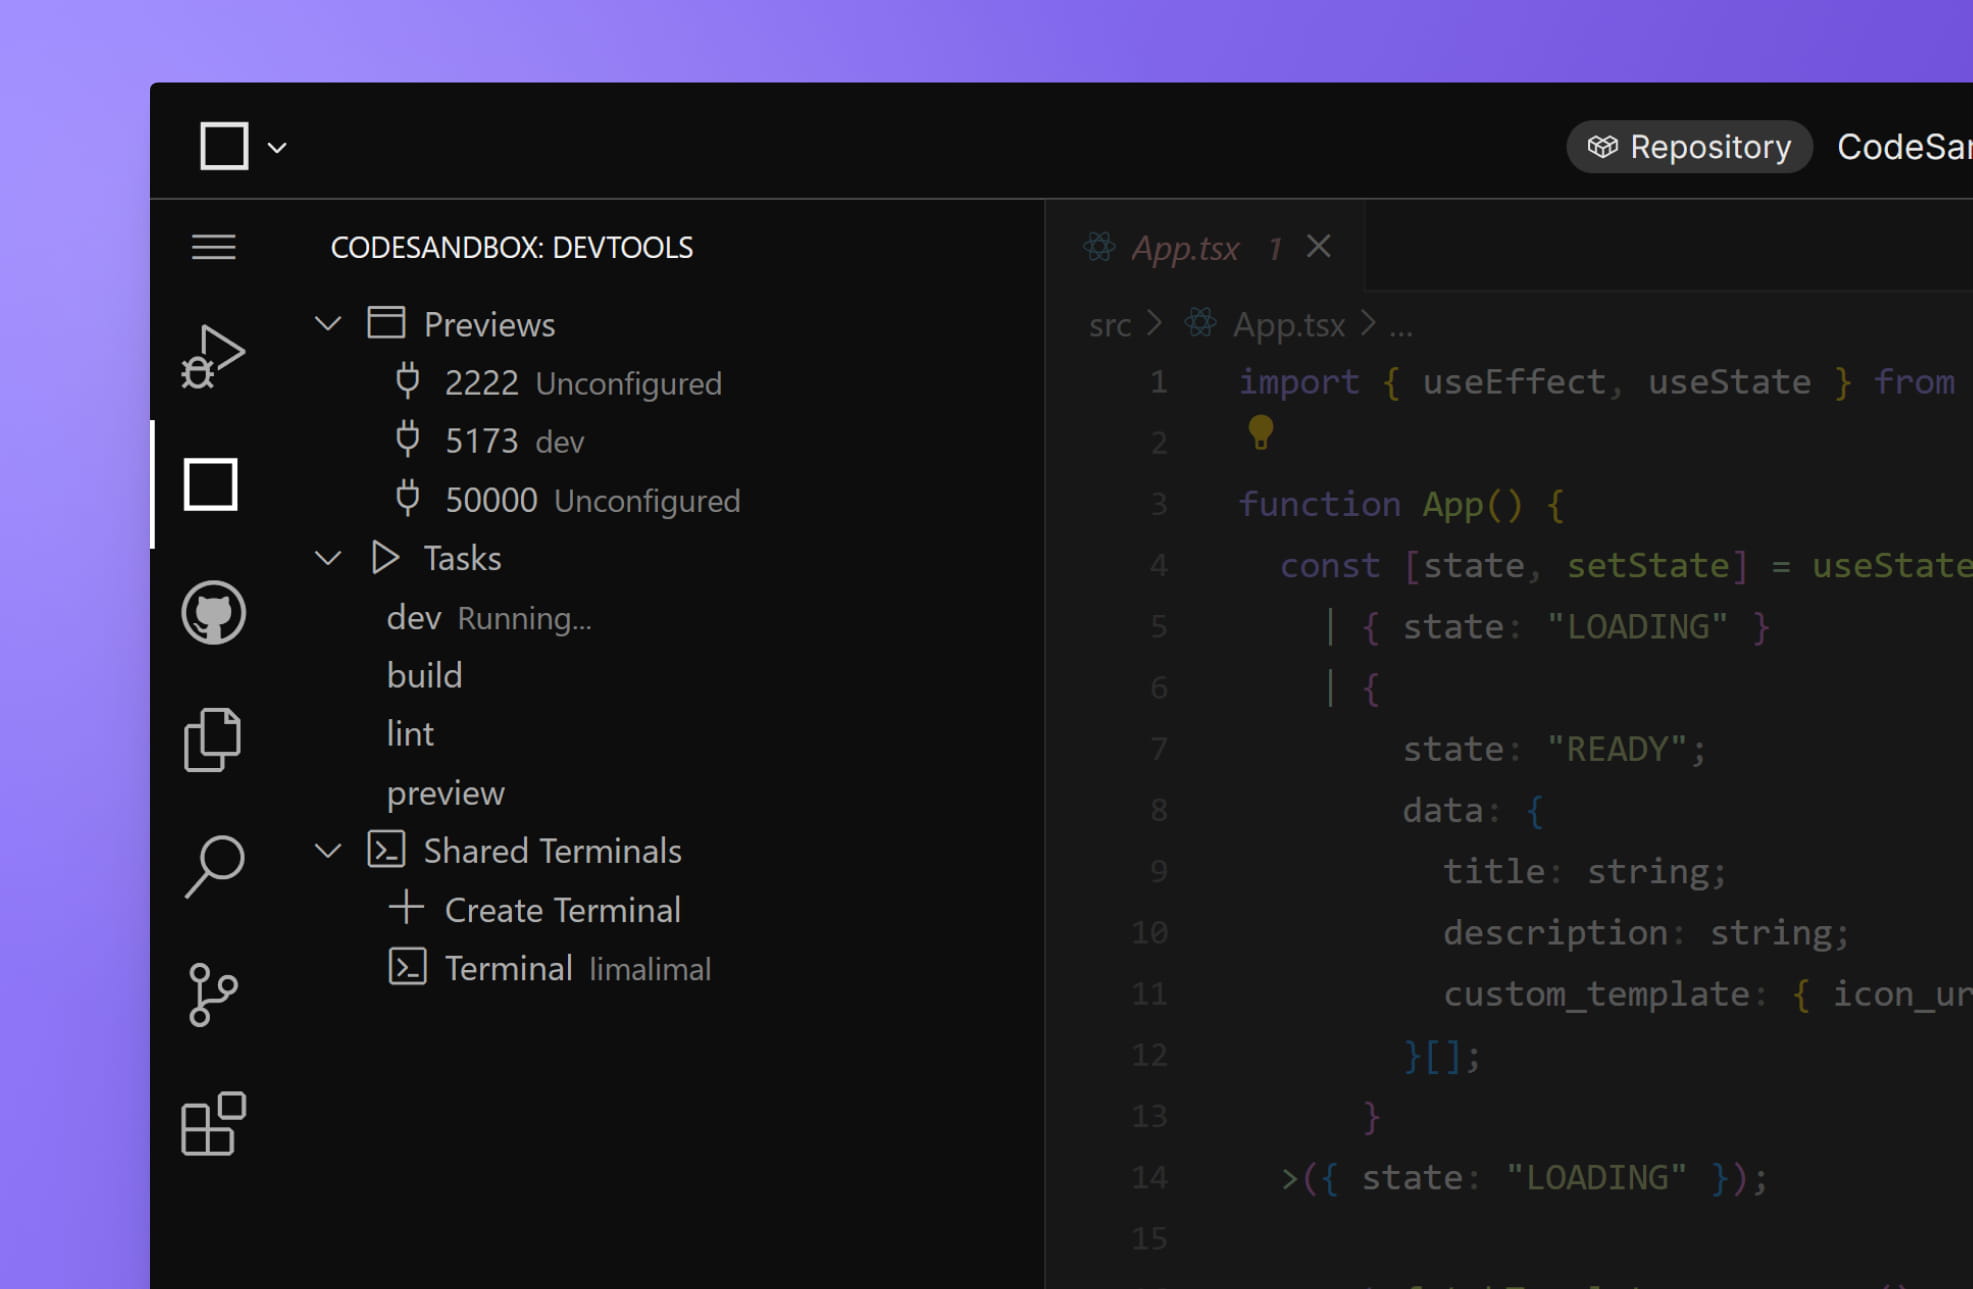 Repository CodeSan
CODESANDBOX: DEVTOOLS
Previews
2222 Unconfigured
5173 dev
50000 Unconfigured
Tasks
dev Running...
build
lint
preview
Shared Terminals
Create Terminal
Terminal limalimal
App.tsx 1
src > App.tsx > ...
1 import { useEffect, useState } from
2
3 function App() {
4 const [state, setState] = useState
5 | { state: "LOADING" }
6 | {
7 state: "READY";
8 data: {
9 title: string;
10 description: string;
11 custom_template: { icon_ur
12 }[];
13 }
14 >({ state: "LOADING" });
15